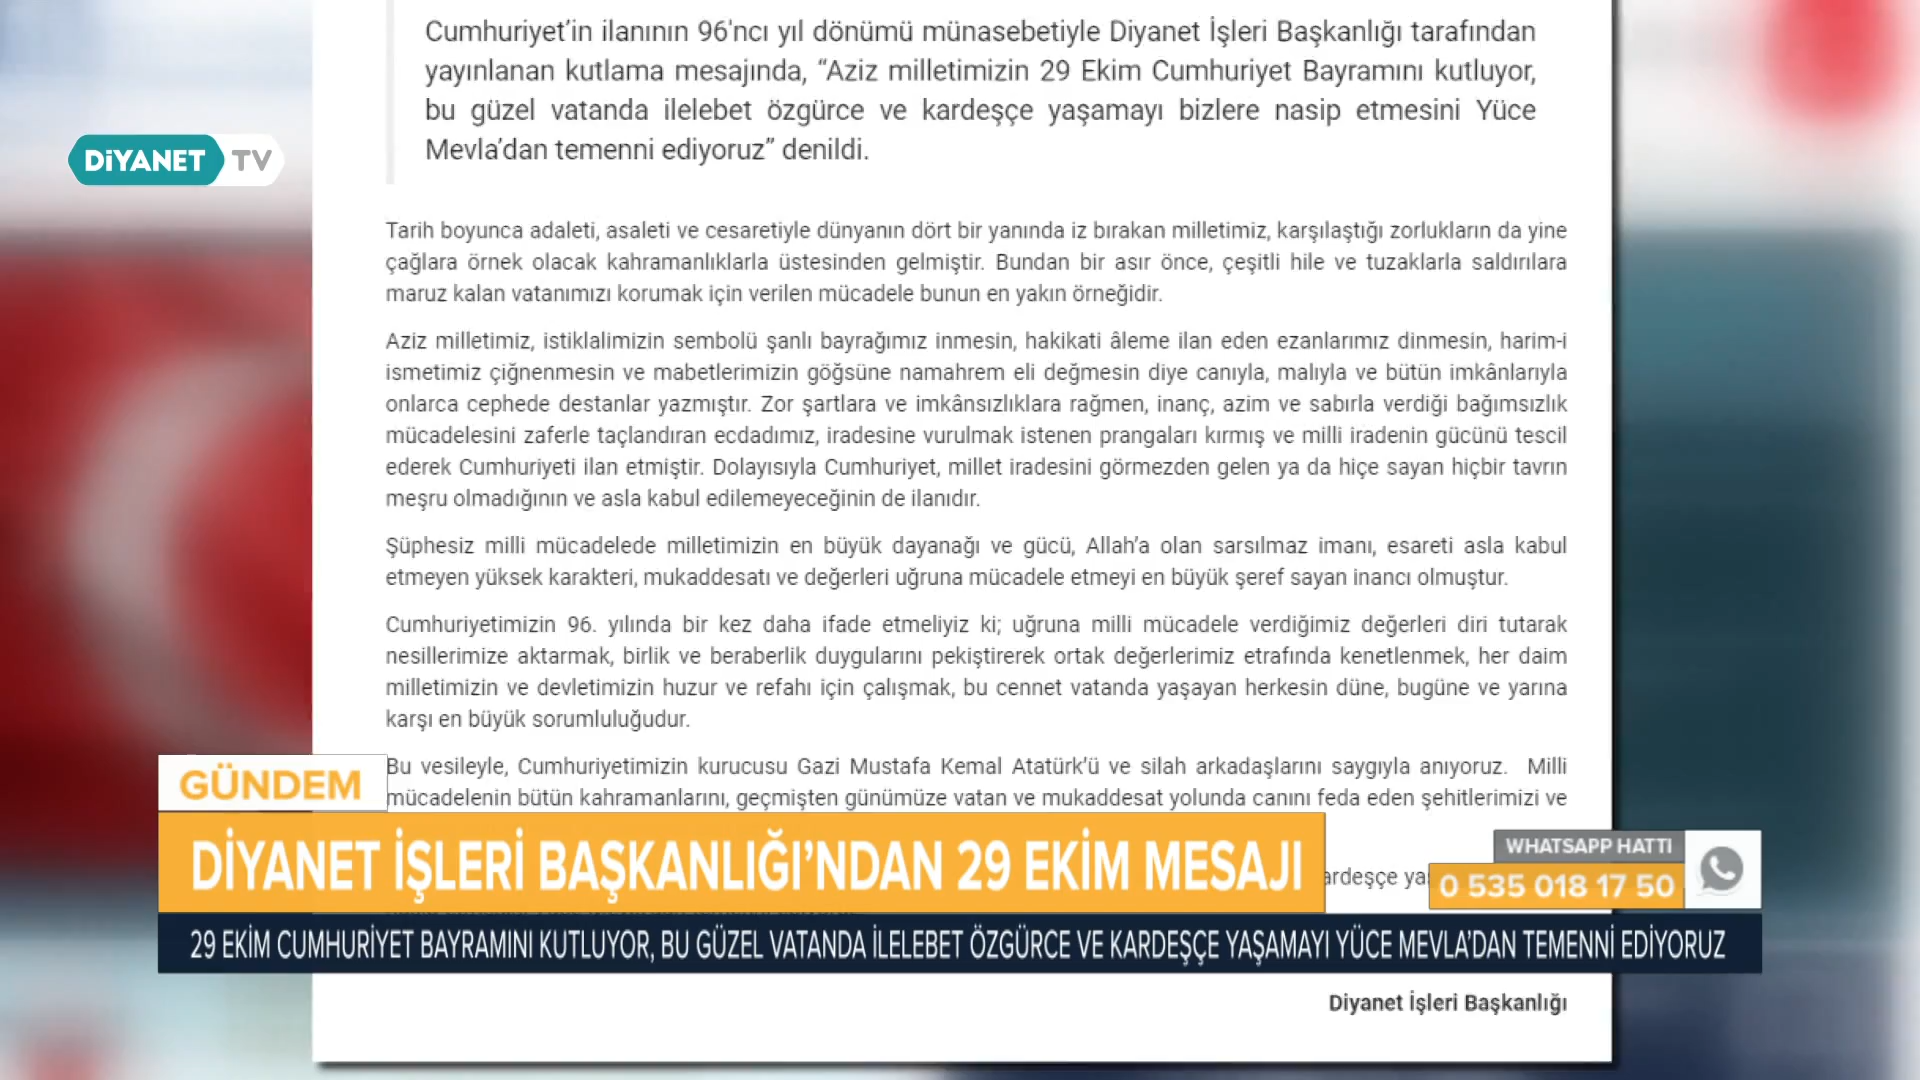 Cumhuriyet’in ilanının 96'ncı yıl dönümü münasebetiyle Diyanet İşleri Başkanlığı tarafından
yayınlanan kutlama mesajında, “Aziz milletimizin 29 Ekim Cumhuriyet Bayramını kutluyor,
bu güzel vatanda ilelebet özgürce ve kardeşçe yaşamayı bizlere nasip etmesini Yüce
Mevla’dan temenni ediyoruz” denildi.
DİYANET TV
Tarih boyunca adaleti, asaleti ve cesaretiyle dünyanın dört bir yanında iz bırakan milletimiz, karşılaştığı zorlukların da yine
çağlara örnek olacak kahramanlıklarla üstesinden gelmiştir. Bundan bir asır önce, çeşitli hile ve tuzaklarla saldırılara
maruz kalan vatanımızı korumak için verilen mücadele bunun en yakın örneğidir.
Aziz milletimiz, istiklalimizin sembolü şanlı bayrağımız inmesin, hakikati âleme ilan eden ezanlarımız dinmesin, harim-i
ismetimiz çiğnenmesin ve mabetlerimizin göğsüne namahrem eli değmesin diye canıyla, malıyla ve bütün imkânlarıyla
onlarca cephede destanlar yazmıştır. Zor şartlara ve imkânsızlıklara rağmen, inanç, azim ve sabırla verdiği bağımsızlık
mücadelesini zaferle taçlandıran ecdadımız, iradesine vurulmak istenen prangaları kırmış ve milli iradenin gücünü tescil
ederek Cumhuriyeti ilan etmiştir. Dolayısıyla Cumhuriyet, millet iradesini görmezden gelen ya da hiçe sayan hiçbir tavrın
meşru olmadığının ve asla kabul edilemeyeceğinin de ilanıdır.
Şüphesiz milli mücadelede milletimizin en büyük dayanağı ve gücü, Allah’a olan sarsılmaz imanı, esareti asla kabul
etmeyen yüksek karakteri, mukaddesatı ve değerleri uğruna mücadele etmeyi en büyük şeref sayan inancı olmuştur.
Cumhuriyetimizin 96. yılında bir kez daha ifade etmeliyiz ki; uğruna milli mücadele verdiğimiz değerleri diri tutarak
nesillerimize aktarmak, birlik ve beraberlik duygularını pekiştirerek ortak değerlerimiz etrafında kenetlenmek, her daim
milletimizin ve devletimizin huzur ve refahı için çalışmak, bu cennet vatanda yaşayan herkesin düne, bugüne ve yarına
karşı en büyük sorumluluğudur.
Bu vesileyle, Cumhuriyetimizin kurucusu Gazi Mustafa Kemal Atatürk’ü ve silah arkadaşlarını saygıyla anıyoruz. Milli
mücadelenin bütün kahramanlarını, geçmişten günümüze vatan ve mukaddesat yolunda canını feda eden şehitlerimizi ve
GÜNDEM
DİYANET İŞLERİ BAŞKANLIĞI’NDAN 29 EKİM MESAJI
ardeşçe ya
WHATSAPP HATTI
0 535 018 17 50
29 EKİM CUMHURİYET BAYRAMINI KUTLUYOR, BU GÜZEL VATANDA İLELEBET ÖZGÜRCE VE KARDEŞÇE YAŞAMAYI YÜCE MEVLA’DAN TEMENNİ EDİYORUZ
Diyanet İşleri Başkanlığı